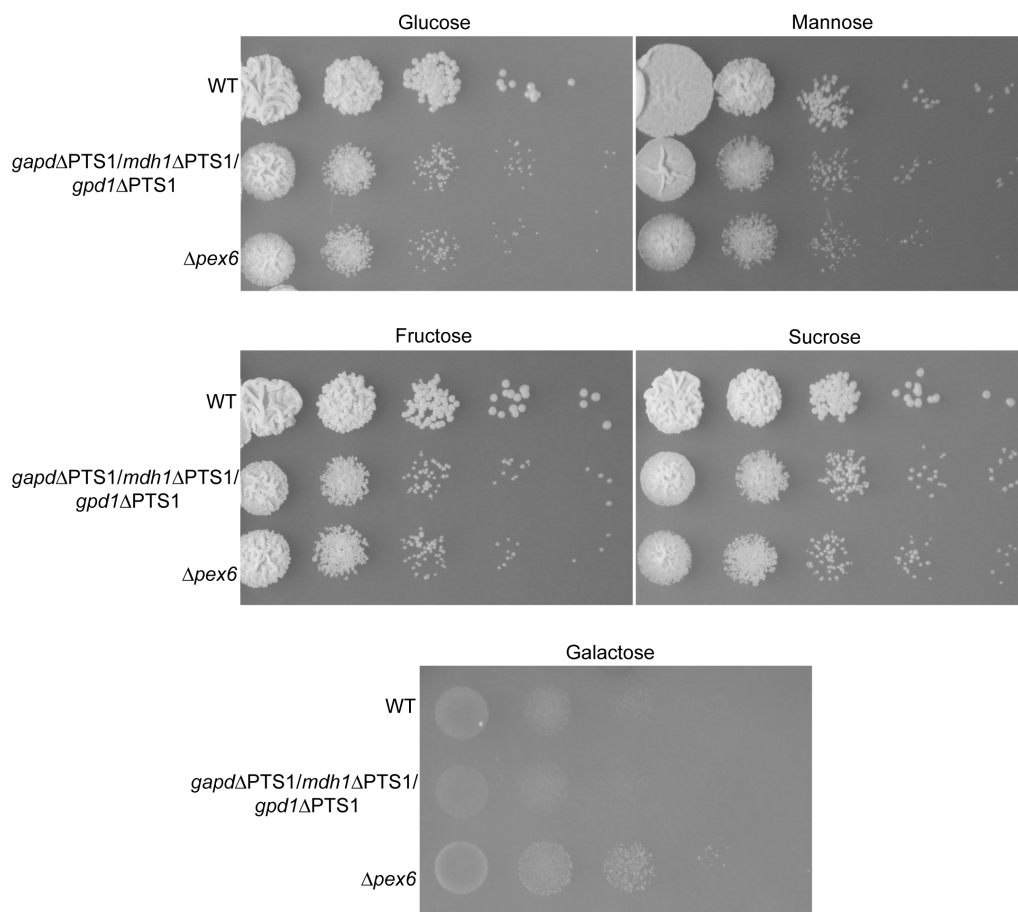 Glucose
Mannose
WT
gapdΔPTS1/mdh1ΔPTS1/
gpd1ΔPTS1
Δpex6
Fructose
Sucrose
WT
gapdΔPTS1/mdh1ΔPTS1/
gpd1ΔPTS1
Δpex6
Galactose
WT
gapdΔPTS1/mdh1ΔPTS1/
gpd1ΔPTS1
Δpex6